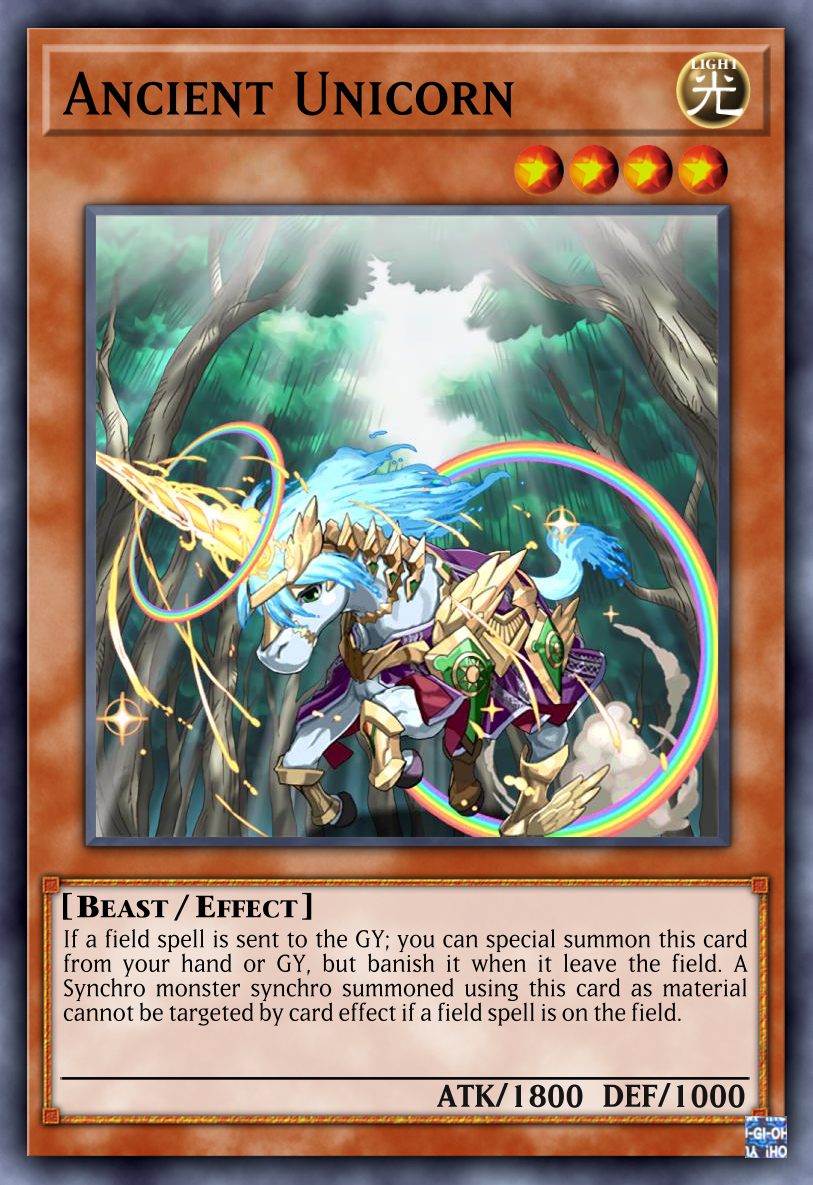 Ancient Unicorn
LIGHT
光
[Beast / Effect]
If a field spell is sent to the GY; you can special summon this card
from your hand or GY, but banish it when it leave the field. A
Synchro monster synchro summoned using this card as material
cannot be targeted by card effect if a field spell is on the field.
ATK/1800 DEF/1000